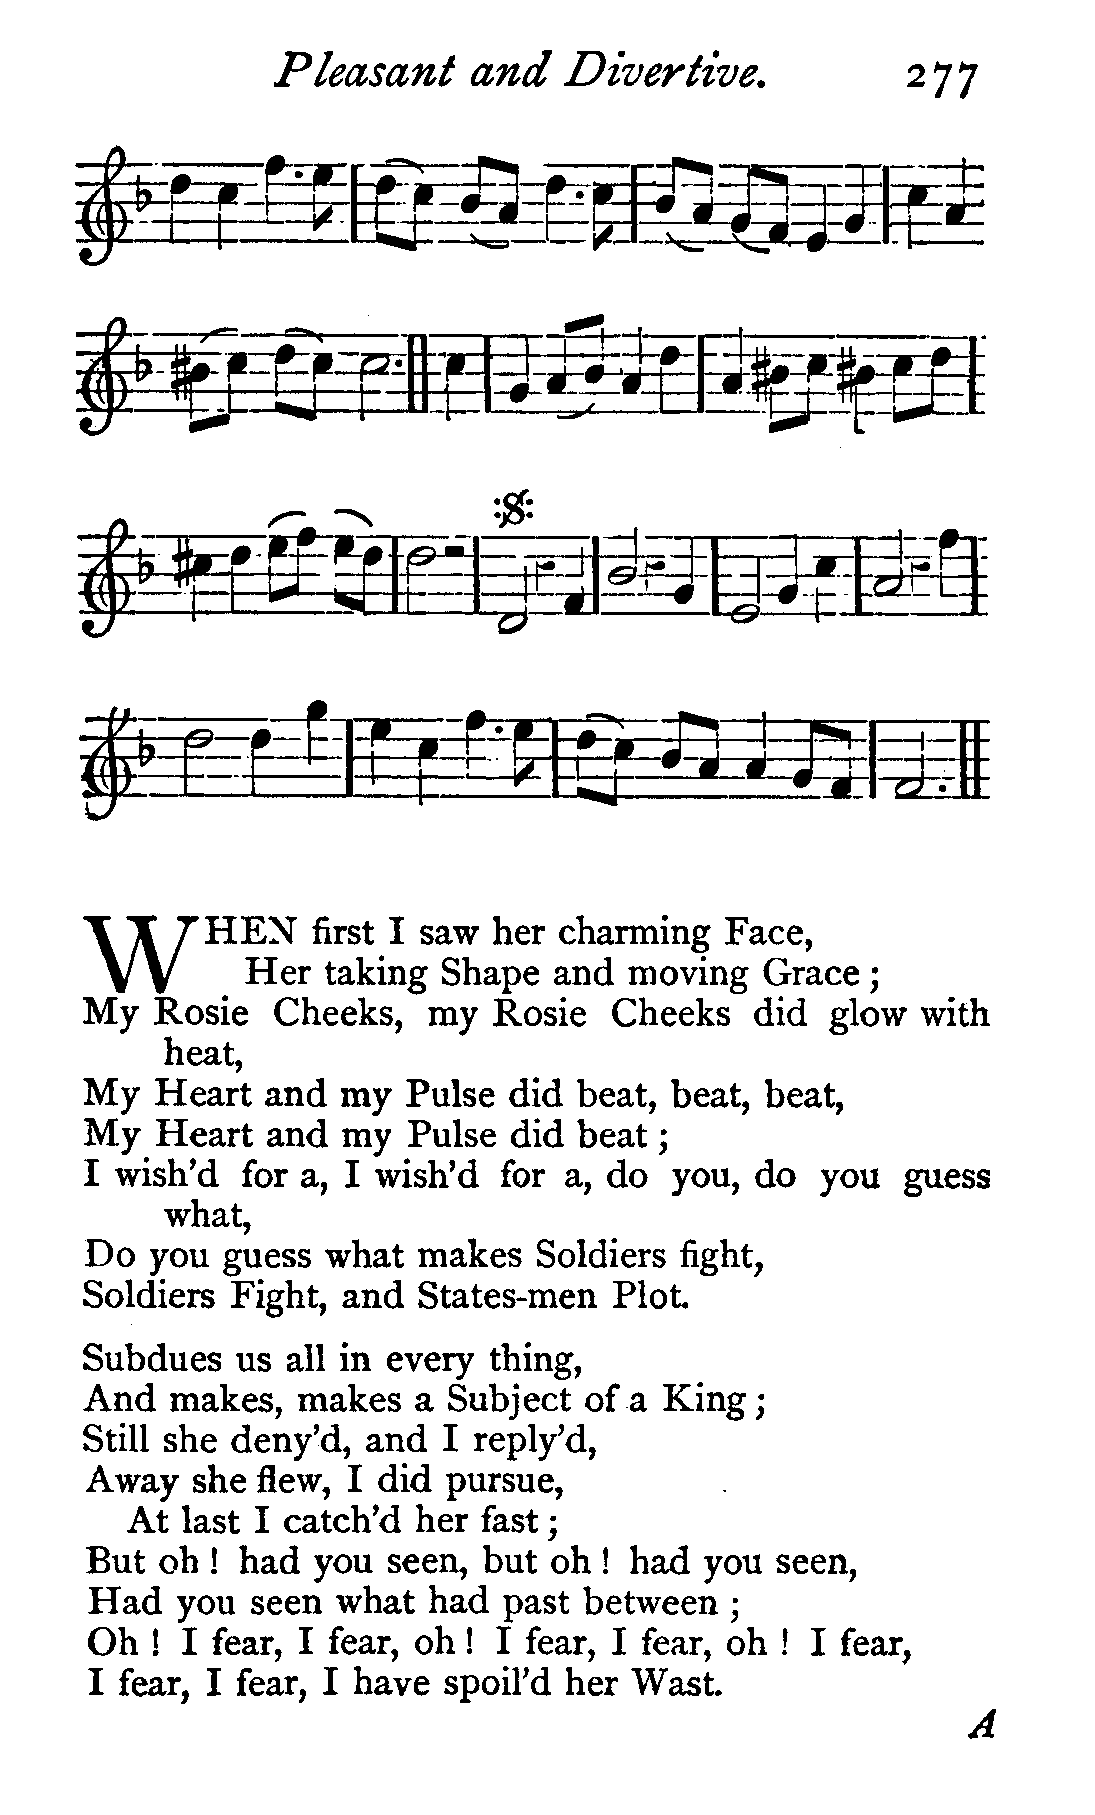 Pleasant and Divertive. 277
WHEN first I saw her charming Face,
Her taking Shape and moving Grace ;
My Rosie Cheeks, my Rosie Cheeks did glow with
heat,
My Heart and my Pulse did beat, beat, beat,
My Heart and my Pulse did beat ;
I wish'd for a, I wish'd for a, do you, do you guess
what,
Do you guess what makes Soldiers fight,
Soldiers Fight, and States-men Plot.
Subdues us all in every thing,
And makes, makes a Subject of a King ;
Still she deny'd, and I reply'd,
Away she flew, I did pursue,
At last I catch'd her fast ;
But oh ! had you seen, but oh ! had you seen,
Had you seen what had past between ;
Oh ! I fear, I fear, oh ! I fear, I fear, oh ! I fear,
I fear, I fear, I have spoil'd her Wast.
A